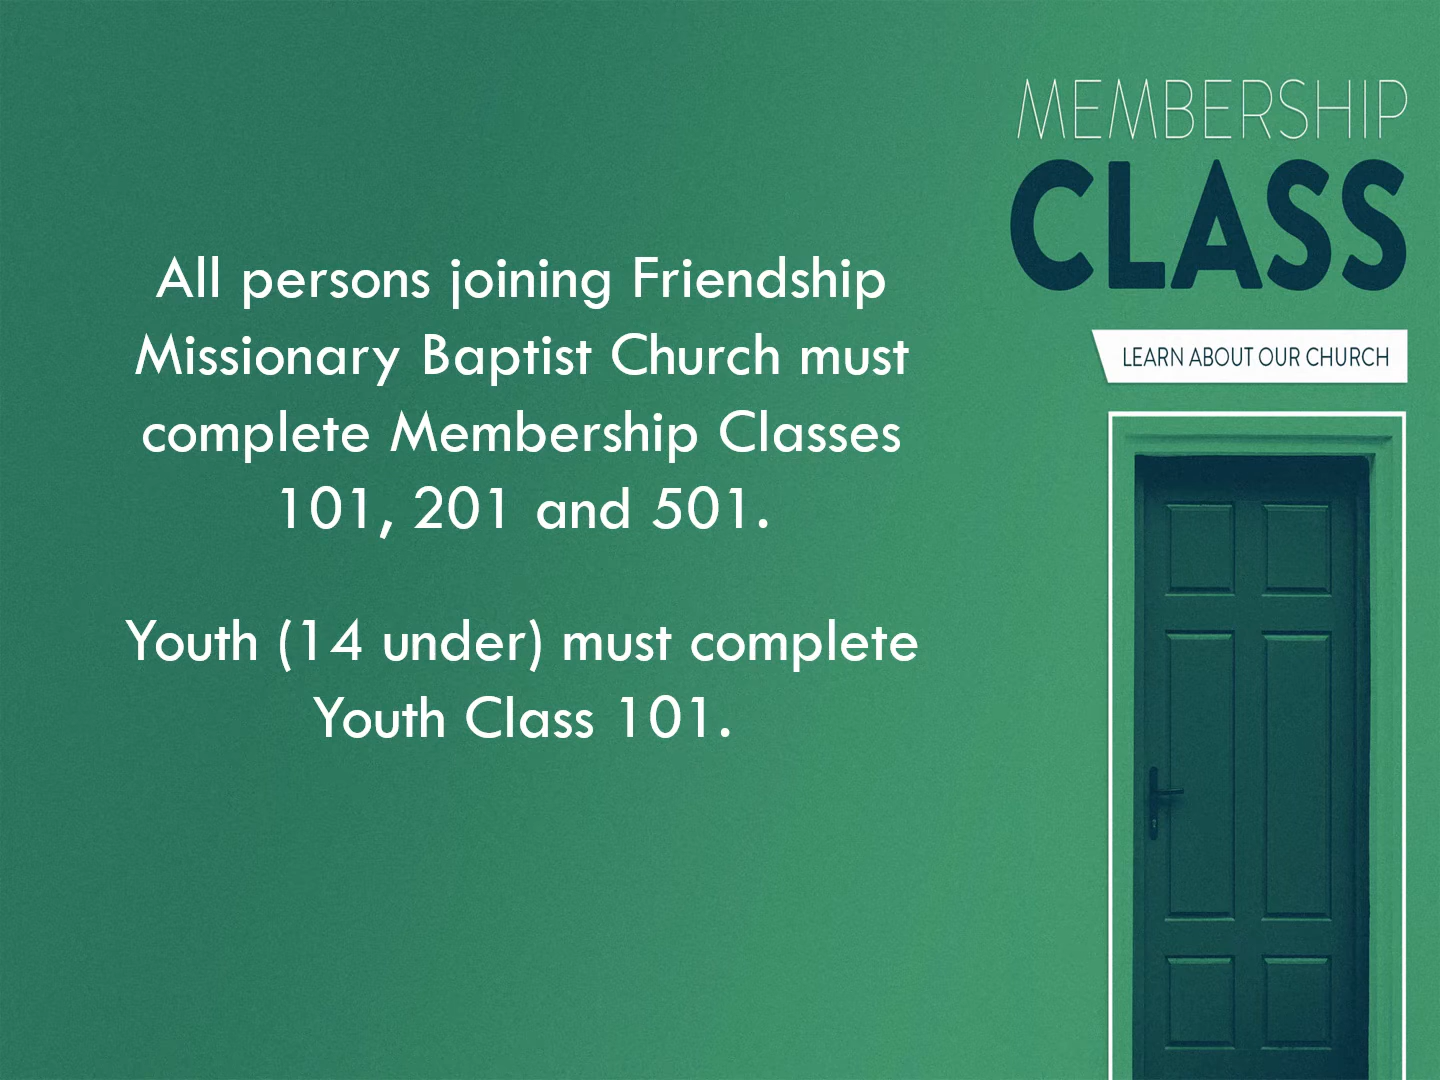 MEMBERSHIP
CLASS
LEARN ABOUT OUR CHURCH
All persons joining Friendship
Missionary Baptist Church must
complete Membership Classes
101, 201 and 501.
Youth (14 under) must complete
Youth Class 101.